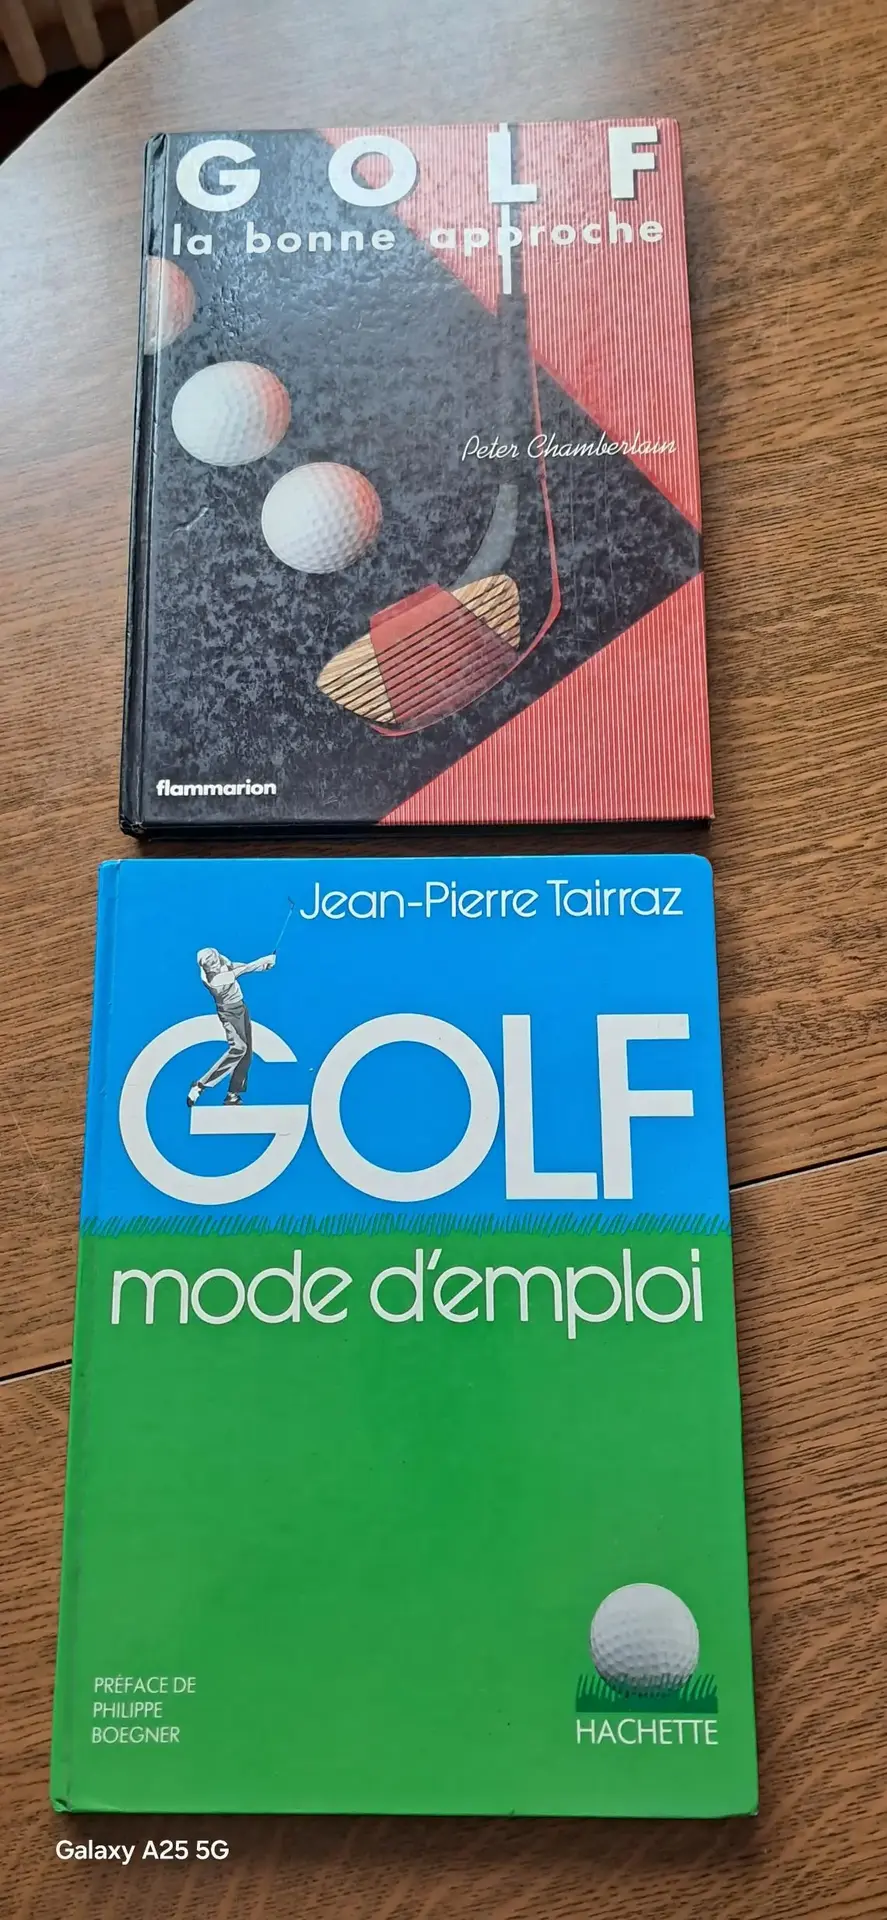 GOLF
la bonne approche
Peter Chamberlain
flammarion
Jean-Pierre Tairraz
GOLF
mode d'emploi
PRÉFACE DE
PHILIPPE
BOEGNER
HACHETTE
Galaxy A25 5G